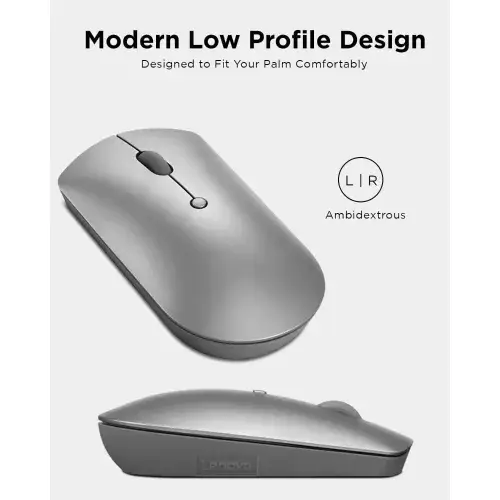 Modern Low Profile Design
Designed to Fit Your Palm Comfortably
L | R
Ambidextrous
Lenovo